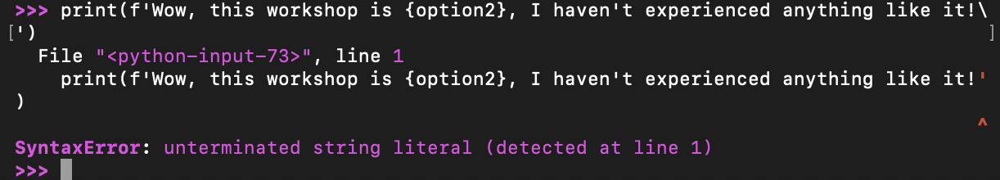 >>> print(f'Wow, this workshop is {option2}, I haven't experienced anything like it!\
[')]
File "<python-input-73>", line 1
print(f'Wow, this workshop is {option2}, I haven't experienced anything like it!'
)
^
SyntaxError: unterminated string literal (detected at line 1)
>>>